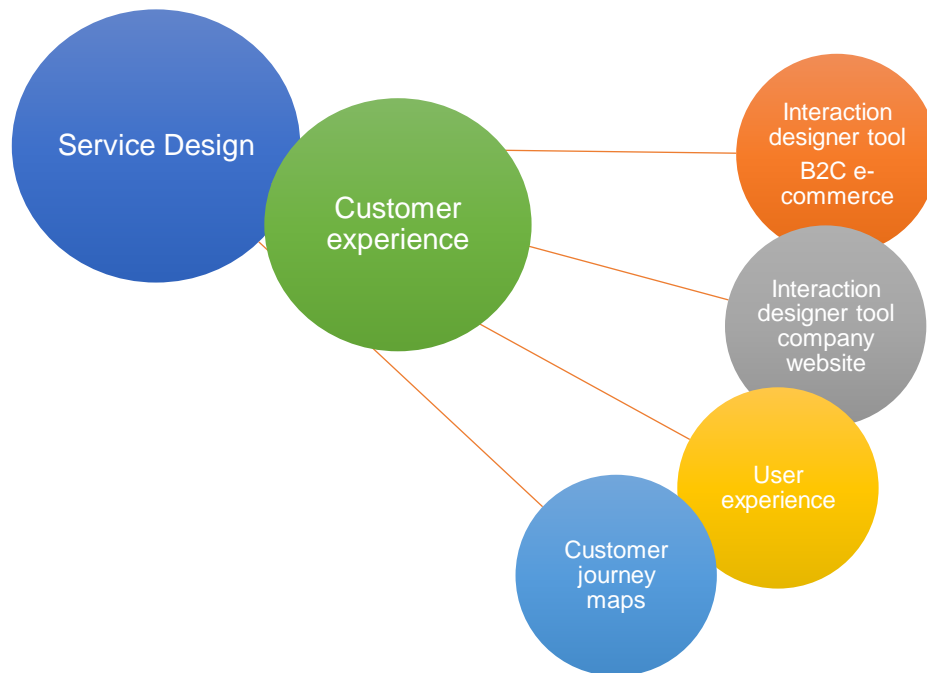 Service Design
Customer
experience
Interaction
designer tool
B2C e-
commerce
Interaction
designer tool
company
website
User
experience
Customer
journey
maps